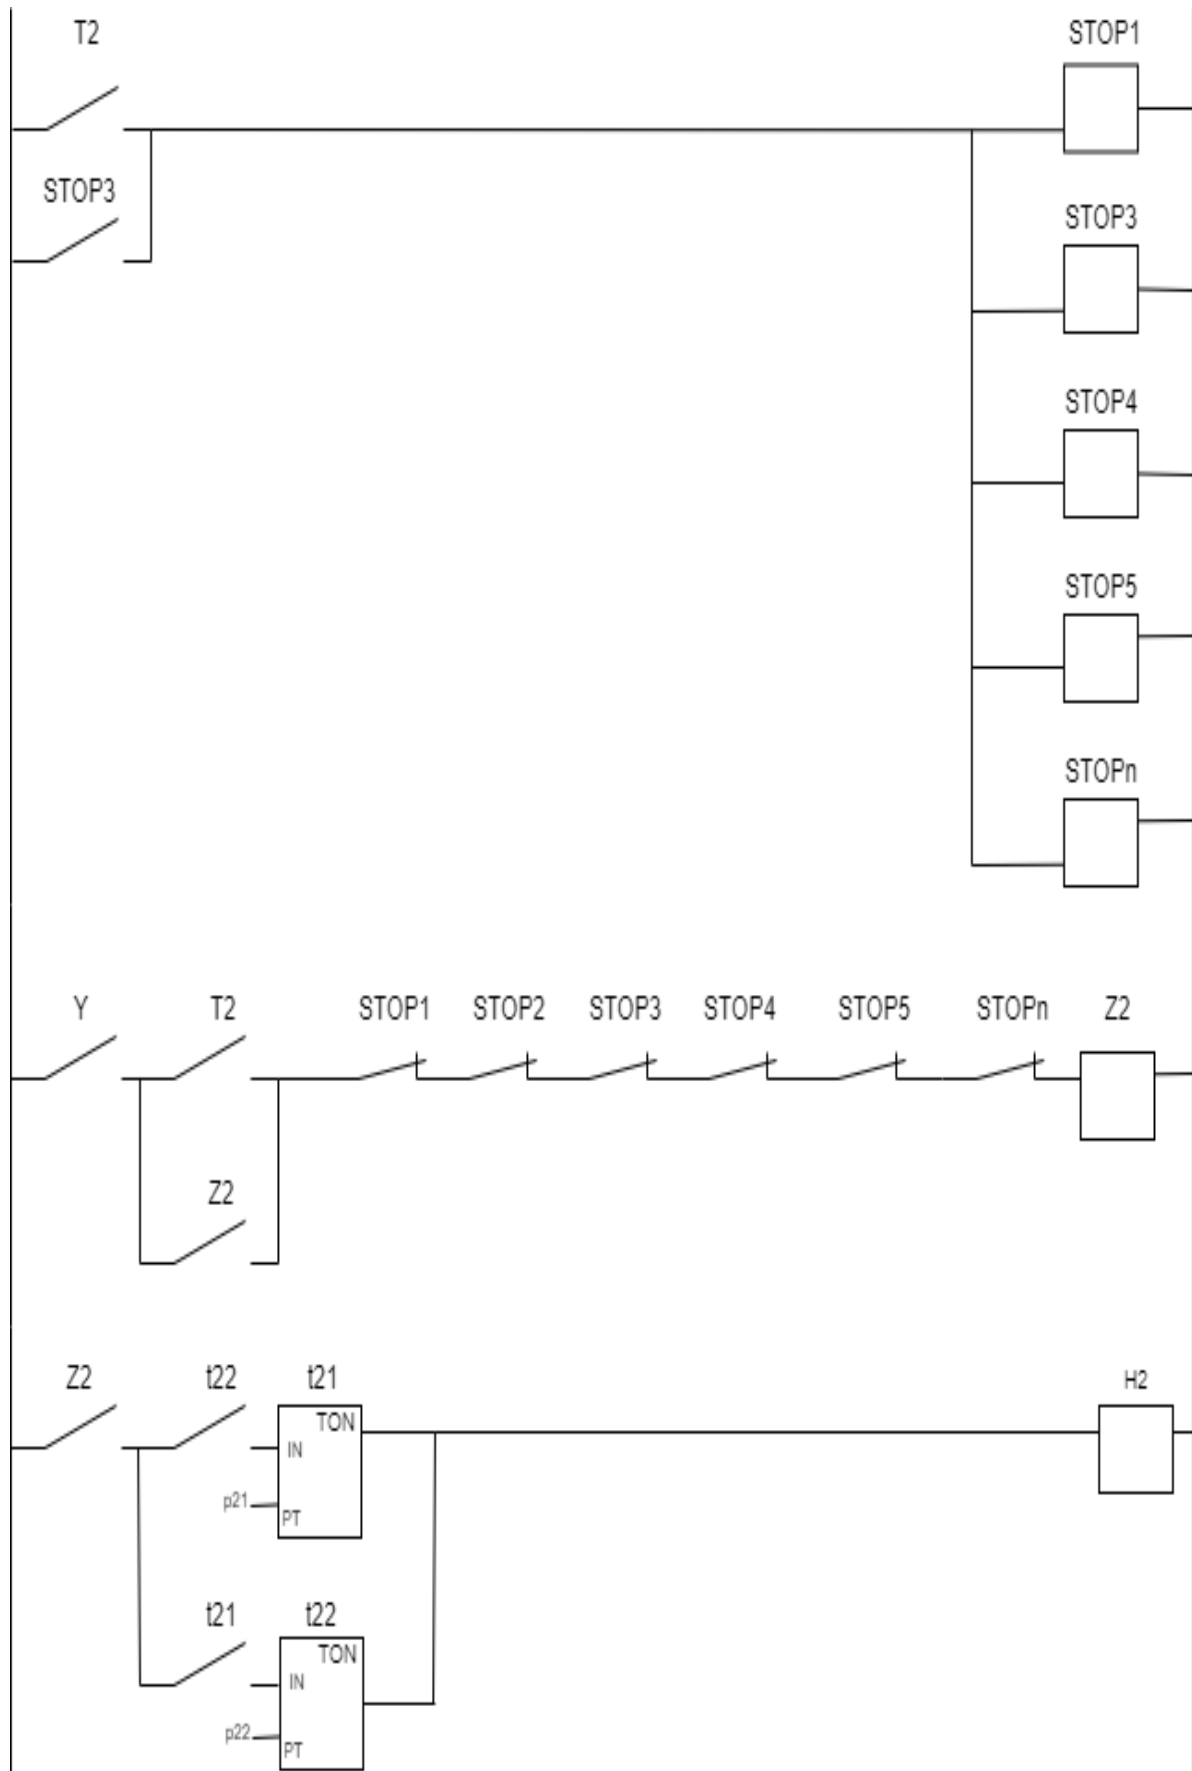 T2 STOP1
STOP3
STOP3
STOP4
STOP5
STOPn
Y T2 STOP1 STOP2 STOP3 STOP4 STOP5 STOPn Z2
Z2
Z2 t22 t21 H2
TON
IN
p21
PT
t21 t22
TON
IN
p22
PT